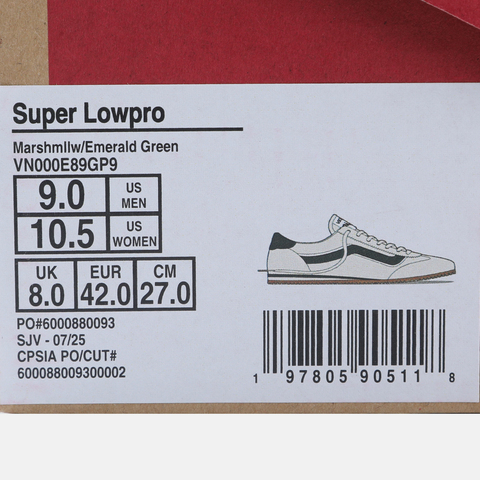 Super Lowpro
Marshmllw/Emerald Green
VN000E89GP9
9.0 US MEN
10.5 US WOMEN
UK EUR CM
8.0 42.0 27.0
PO#6000880093
SJV - 07/25
CPSIA PO/CUT#
600088009300002
1 97805 90511 8